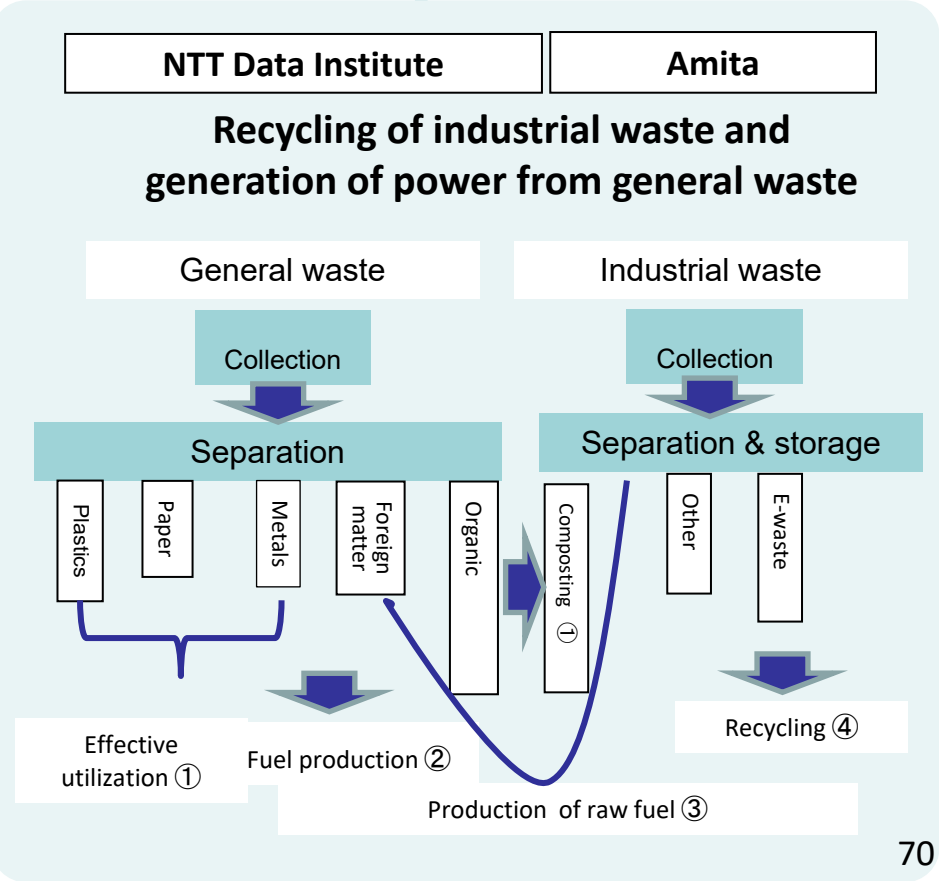 NTT Data Institute
Amita
Recycling of industrial waste and
generation of power from general waste
General waste
Industrial waste
Collection
Collection
Separation
Separation & storage
Plastics
Paper
Metals
Foreign
matter
Organic
Composting ①
Other
E-waste
Effective
utilization ①
Fuel production ②
Recycling ④
Production of raw fuel ③
70